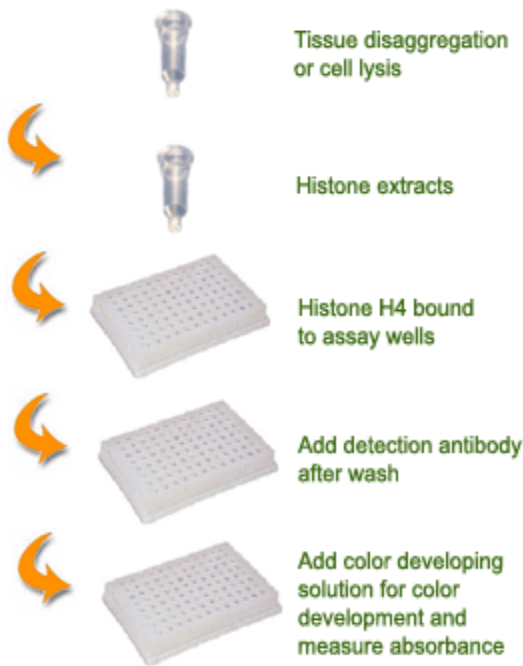 Tissue disaggregation
or cell lysis
Histone extracts
Histone H4 bound
to assay wells
Add detection antibody
after wash
Add color developing
solution for color
development and
measure absorbance